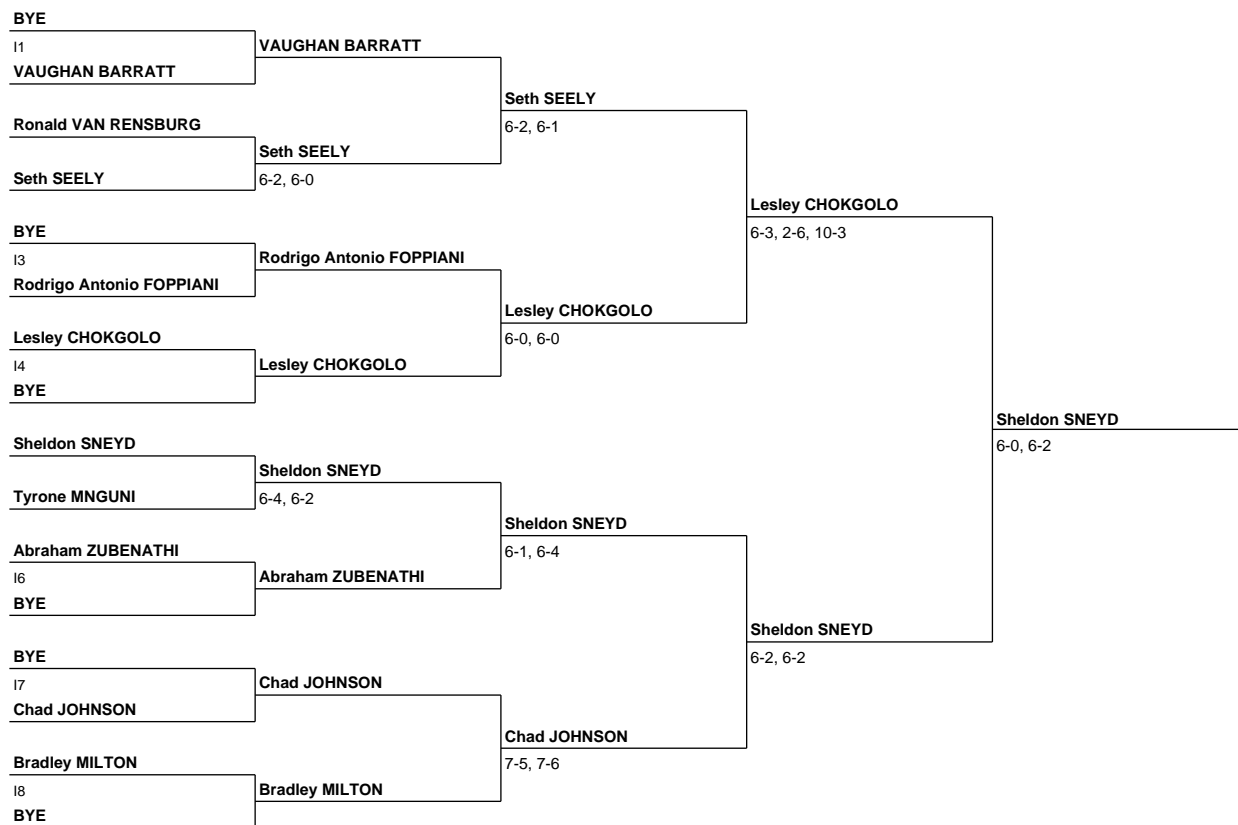 BYE
I1
VAUGHAN BARRATT
VAUGHAN BARRATT
Ronald VAN RENSBURG
Seth SEELY
Seth SEELY
6-2, 6-0
Seth SEELY
6-2, 6-1
BYE
I3
Rodrigo Antonio FOPPIANI
Rodrigo Antonio FOPPIANI
Lesley CHOKGOLO
I4
BYE
Lesley CHOKGOLO
Lesley CHOKGOLO
6-0, 6-0
Lesley CHOKGOLO
6-3, 2-6, 10-3
Sheldon SNEYD
Tyrone MNGUNI
Sheldon SNEYD
6-4, 6-2
Abraham ZUBENATHI
I6
BYE
Abraham ZUBENATHI
Sheldon SNEYD
6-1, 6-4
BYE
I7
Chad JOHNSON
Chad JOHNSON
Bradley MILTON
I8
BYE
Bradley MILTON
Chad JOHNSON
7-5, 7-6
Sheldon SNEYD
6-2, 6-2
Sheldon SNEYD
6-0, 6-2